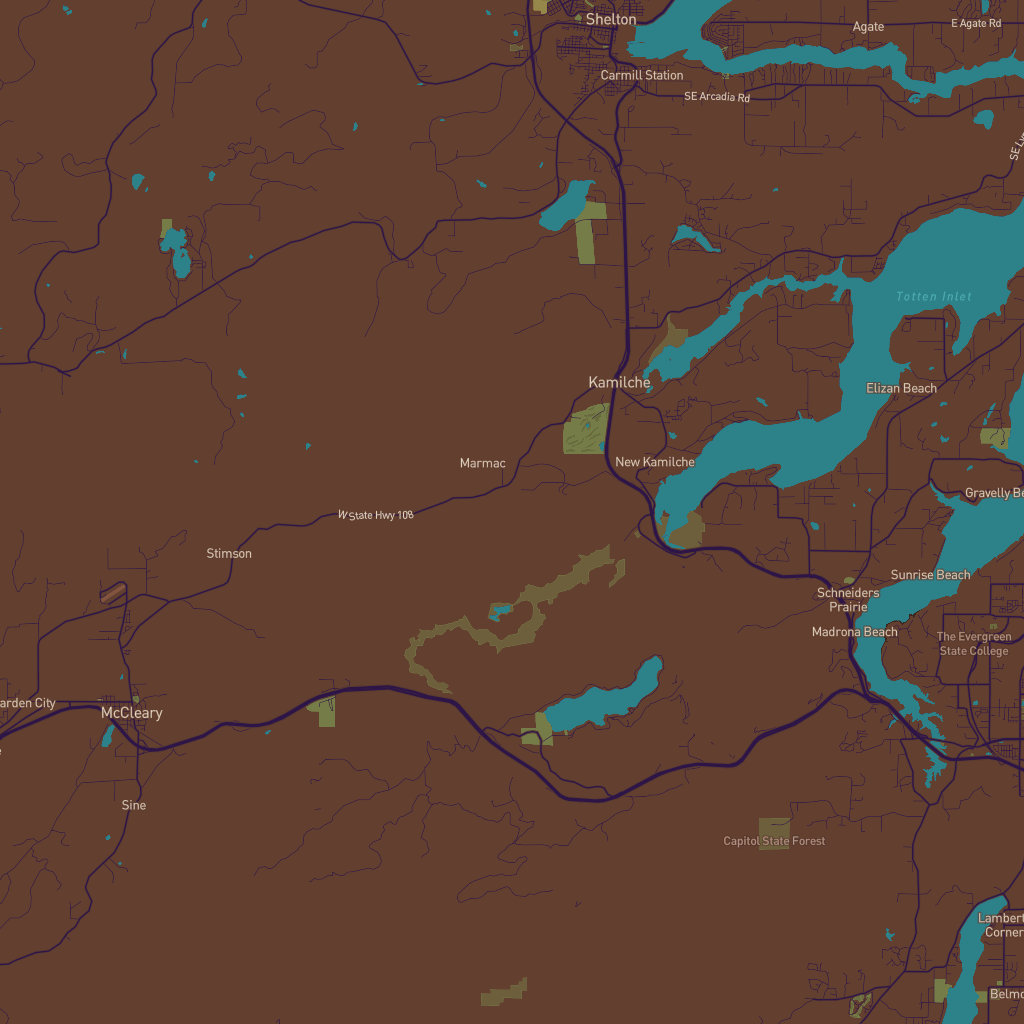 Shelton
E Agate Rd
Agate
Carmill Station
SE Arcadia Rd
Totten Inlet
Kamilche
Elizan Beach
Marmac
New Kamilche
Gravelly Be
W State Hwy 108
Stimson
Sunrise Beach
Schneiders
Prairie
Madrona Beach
The Evergreen
State College
arden City
McCleary
Sine
Capitol State Forest
Lambert
Corner
Belmo